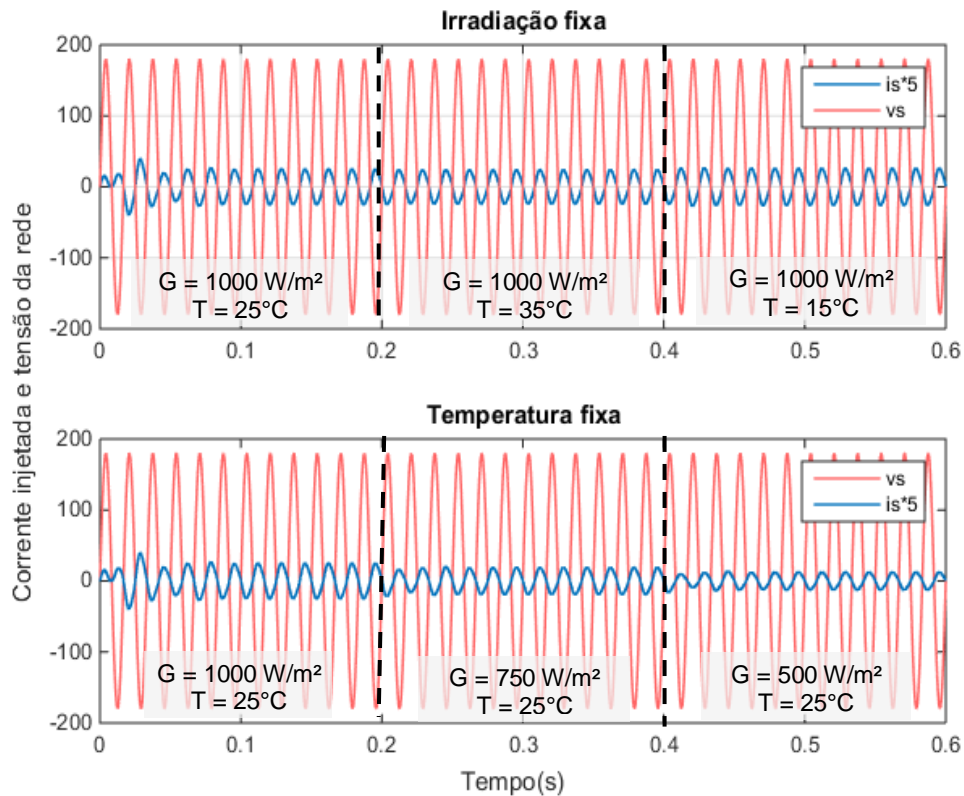 Irradiação fixa
Corrente injetada e tensão da rede
200
100
0
-100
-200
is*5
vs
G = 1000 W/m²
T = 25°C
G = 1000 W/m²
T = 35°C
G = 1000 W/m²
T = 15°C
0
0.1
0.2
0.3
0.4
0.5
0.6
Temperatura fixa
200
100
0
-100
-200
vs
is*5
G = 1000 W/m²
T = 25°C
G = 750 W/m²
T = 25°C
G = 500 W/m²
T = 25°C
0
0.1
0.2
0.3
0.4
0.5
0.6
Tempo(s)